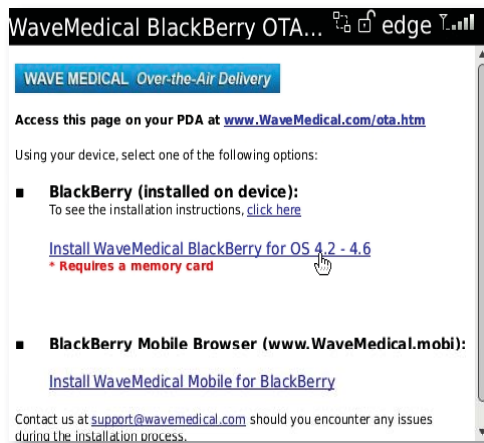 WaveMedical BlackBerry OTA... edge
WAVE MEDICAL Over-the-Air Delivery
Access this page on your PDA at www.WaveMedical.com/ota.htm
Using your device, select one of the following options:
BlackBerry (installed on device):
To see the installation instructions, click here
Install WaveMedical BlackBerry for OS 4.2 - 4.6
* Requires a memory card
BlackBerry Mobile Browser (www.WaveMedical.mobi):
Install WaveMedical Mobile for BlackBerry
Contact us at support@wavemedical.com should you encounter any issues
during the installation process.